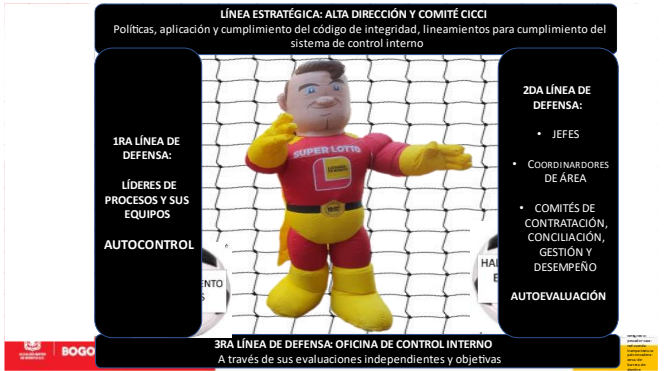 LÍNEA ESTRATÉGICA: ALTA DIRECCIÓN Y COMITÉ CICCI
Políticas, aplicación y cumplimiento del código de integridad, lineamientos para cumplimiento del
sistema de control interno
1RA LÍNEA DE
DEFENSA:
LÍDERES DE
PROCESOS Y SUS
EQUIPOS
AUTOCONTROL
SUPER LOTTO
2DA LÍNEA DE
DEFENSA:
• JEFES
• COORDINARDORES
DE ÁREA
• COMITÉS DE
CONTRATACIÓN,
CONCILIACIÓN,
GESTIÓN Y
DESEMPEÑO
AUTOEVALUACIÓN
ENTO
S
HAL
E
BOGO
3RA LÍNEA DE DEFENSA: OFICINA DE CONTROL INTERNO
A través de sus evaluaciones independientes y objetivas